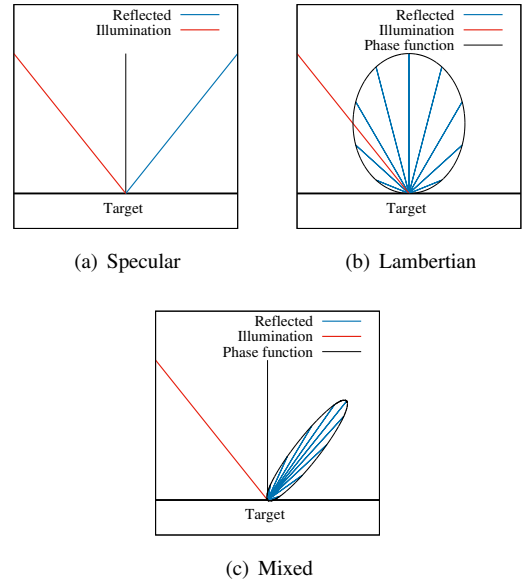 Reflected
Illumination
Target
(a) Specular
Reflected
Illumination
Phase function
Target
(b) Lambertian
Reflected
Illumination
Phase function
Target
(c) Mixed